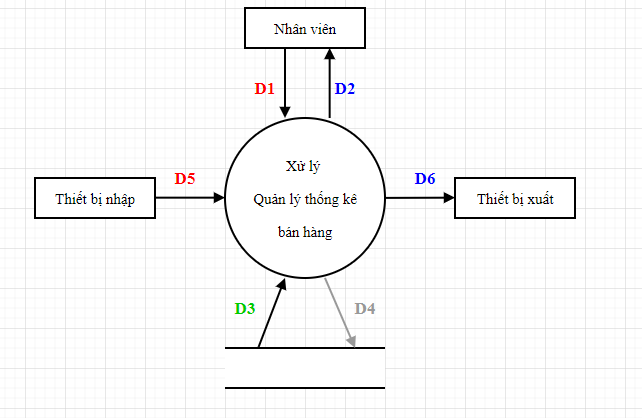 Nhân viên
D1
D2
Xử lý
Quản lý thống kê
bán hàng
Thiết bị nhập
D5
D6
Thiết bị xuất
D3
D4